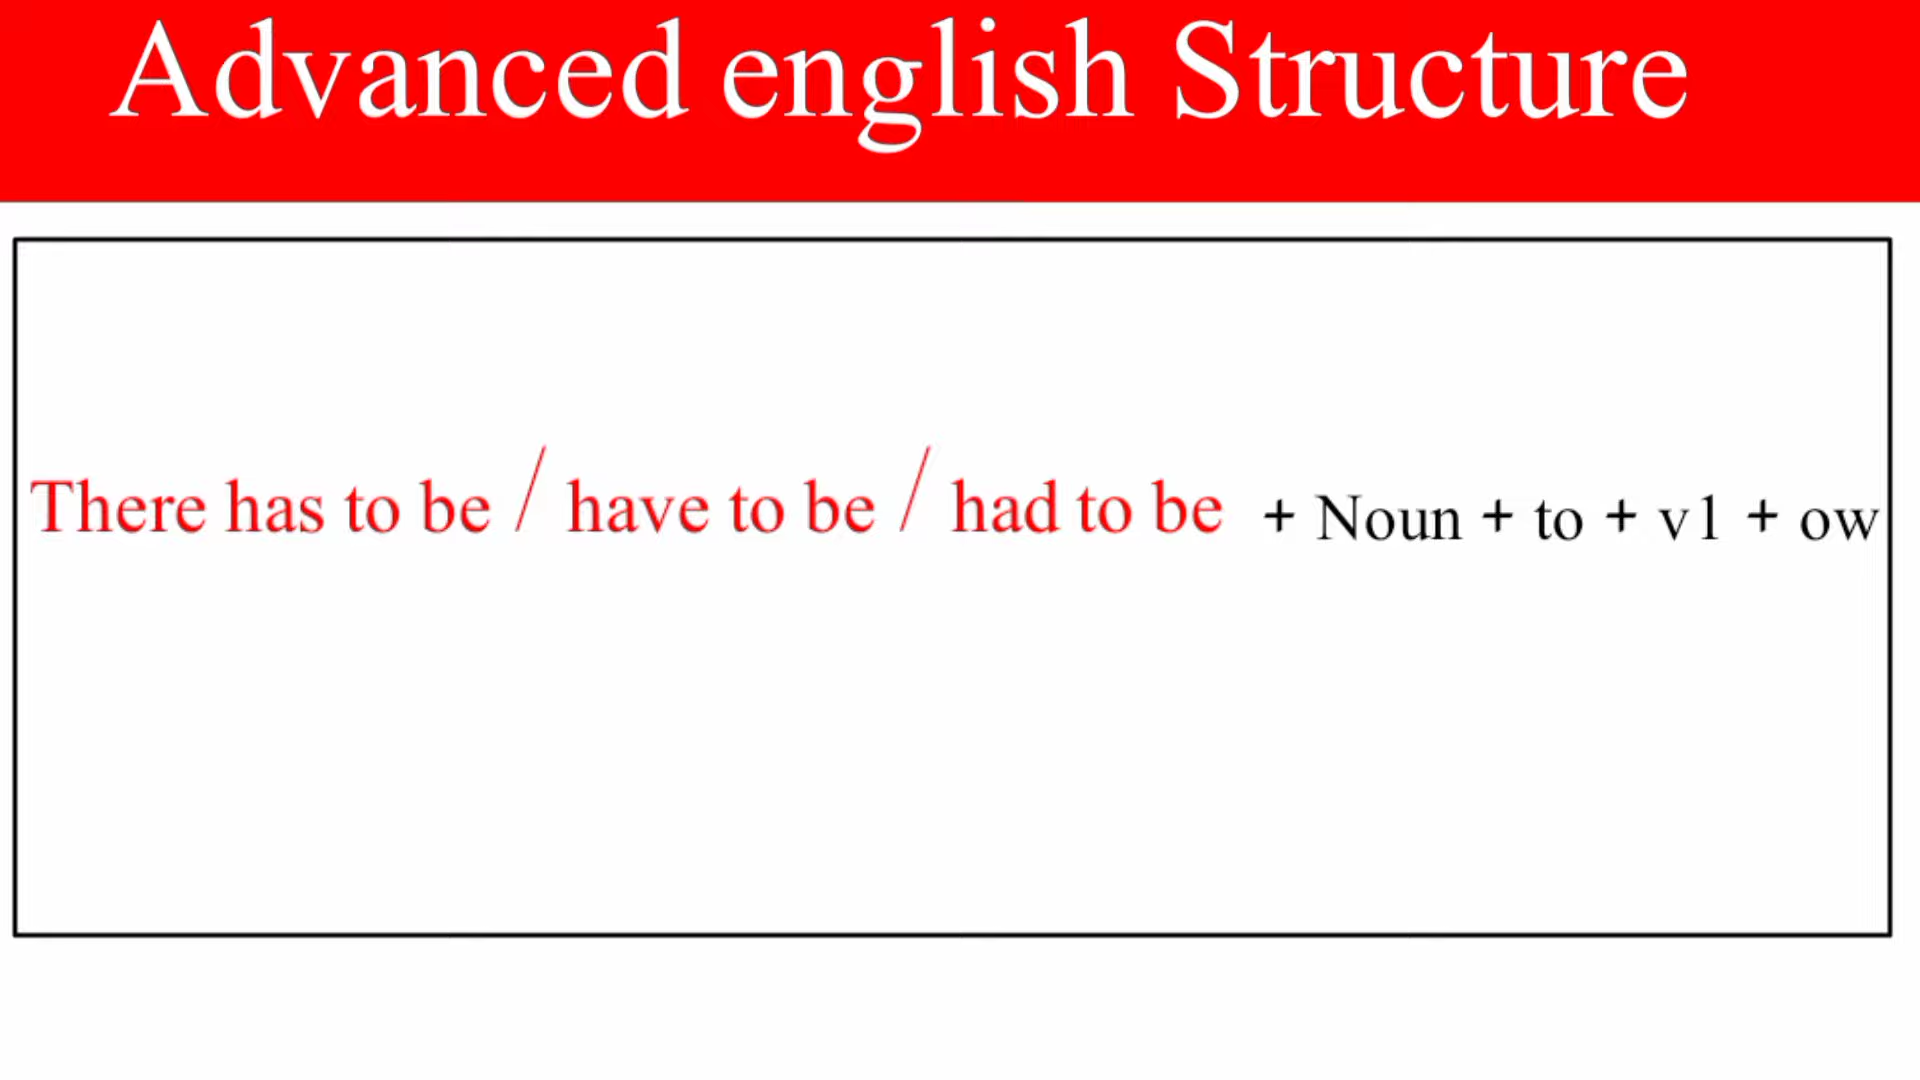 Advanced english Structure
There has to be / have to be / had to be + Noun + to + v1 + ow